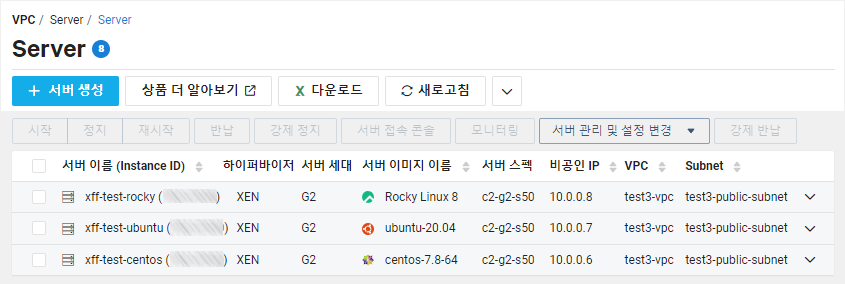 VPC / Server / Server
Server 8
+ 서버 생성 상품 더 알아보기 X 다운로드 새로고침
시작 정지 재시작 반납 강제 정지 서버 접속 콘솔 모니터링 서버 관리 및 설정 변경 강제 반납
서버 이름 (Instance ID) 하이퍼바이저 서버 세대 서버 이미지 이름 서버 스펙 비공인 IP VPC Subnet
xff-test-rocky ( ) XEN G2 Rocky Linux 8 c2-g2-s50 10.0.0.8 test3-vpc test3-public-subnet
xff-test-ubuntu ( ) XEN G2 ubuntu-20.04 c2-g2-s50 10.0.0.7 test3-vpc test3-public-subnet
xff-test-centos ( ) XEN G2 centos-7.8-64 c2-g2-s50 10.0.0.6 test3-vpc test3-public-subnet